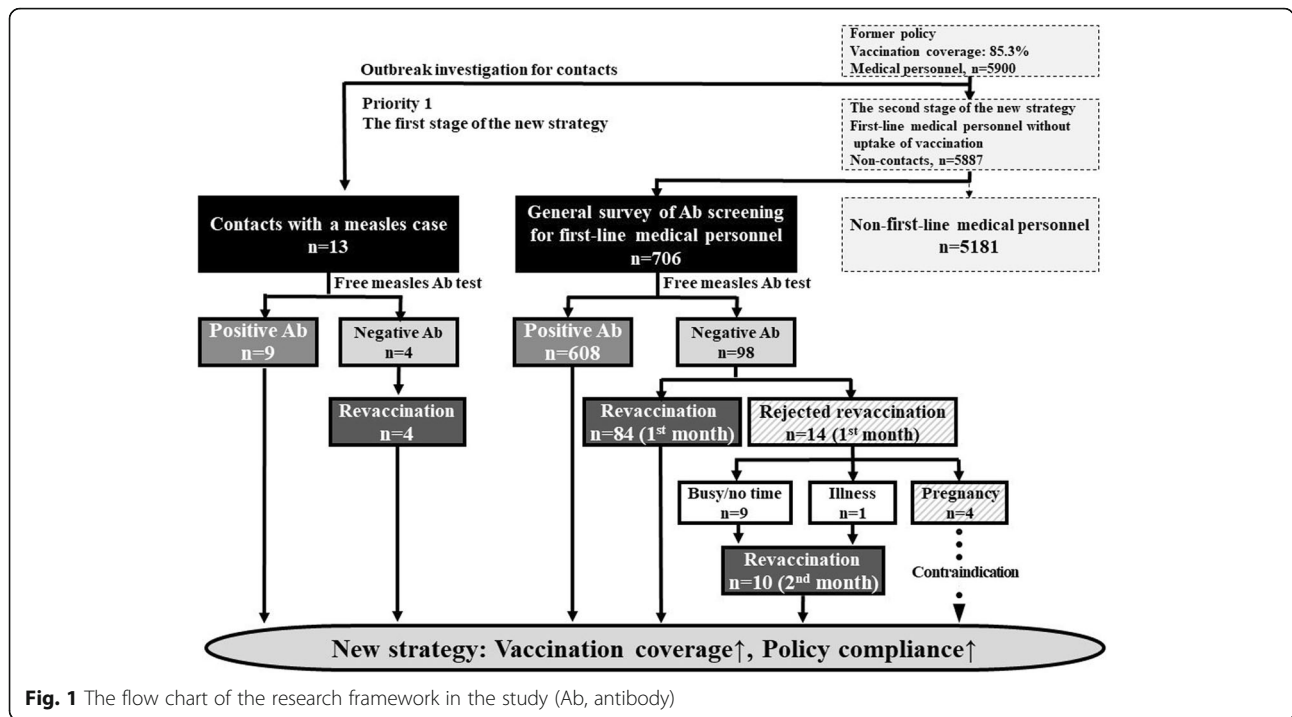 Former policy
Vaccination coverage: 85.3%
Medical personnel, n=5900
Outbreak investigation for contacts
Priority 1
The first stage of the new strategy
The second stage of the new strategy
First-line medical personnel without
uptake of vaccination
Non-contacts, n=5887
Contacts with a measles case
n=13
General survey of Ab screening
for first-line medical personnel
n=706
Non-first-line medical personnel
n=5181
Free measles Ab test
Free measles Ab test
Positive Ab
n=9
Negative Ab
n=4
Positive Ab
n=608
Negative Ab
n=98
Revaccination
n=4
Revaccination
n=84 (1st month)
Rejected revaccination
n=14 (1st month)
Busy/no time
n=9
Illness
n=1
Pregnancy
n=4
Revaccination
n=10 (2nd month)
Contraindication
New strategy: Vaccination coverage↑, Policy compliance↑
Fig. 1 The flow chart of the research framework in the study (Ab, antibody)